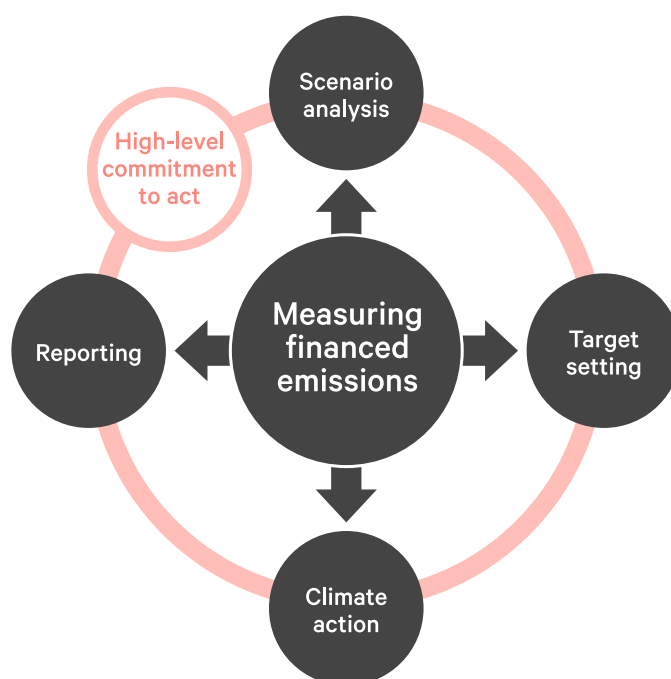 Scenario
analysis
High-level
commitment
to act
Measuring
financed
emissions
Reporting
Target
setting
Climate
action